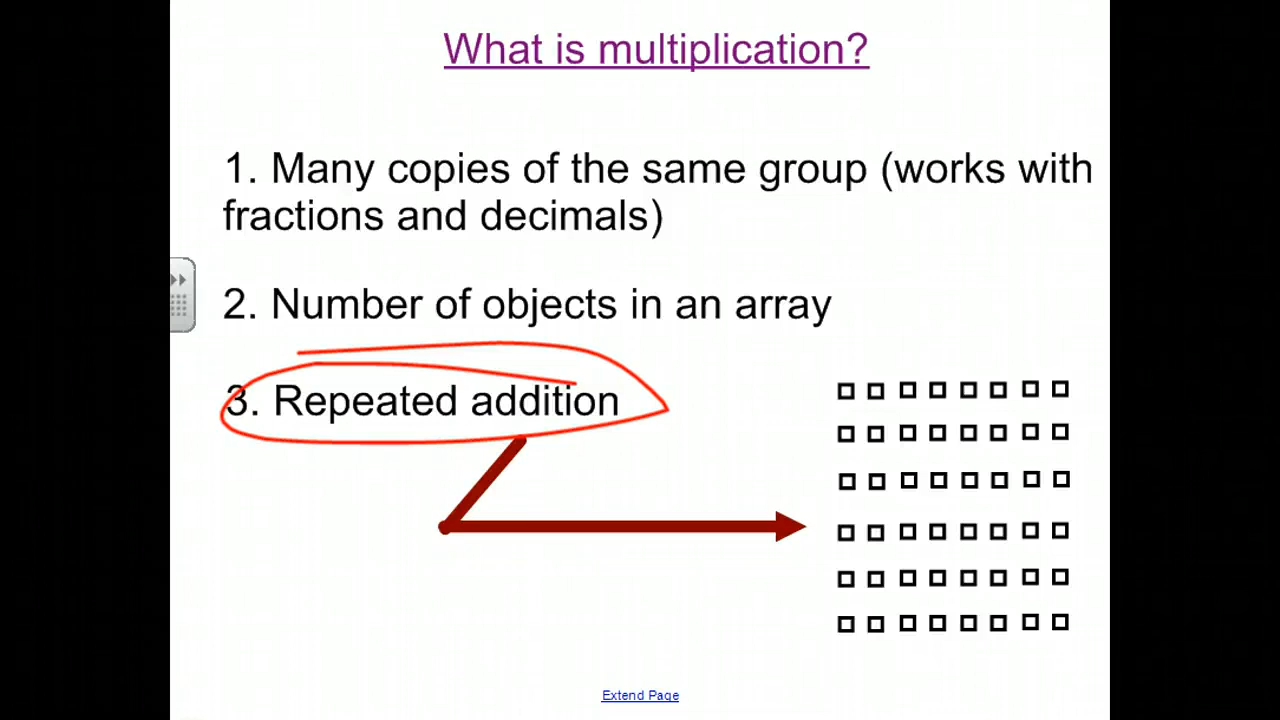 What is multiplication?
1. Many copies of the same group (works with
fractions and decimals)
2. Number of objects in an array
3. Repeated addition
Extend Page